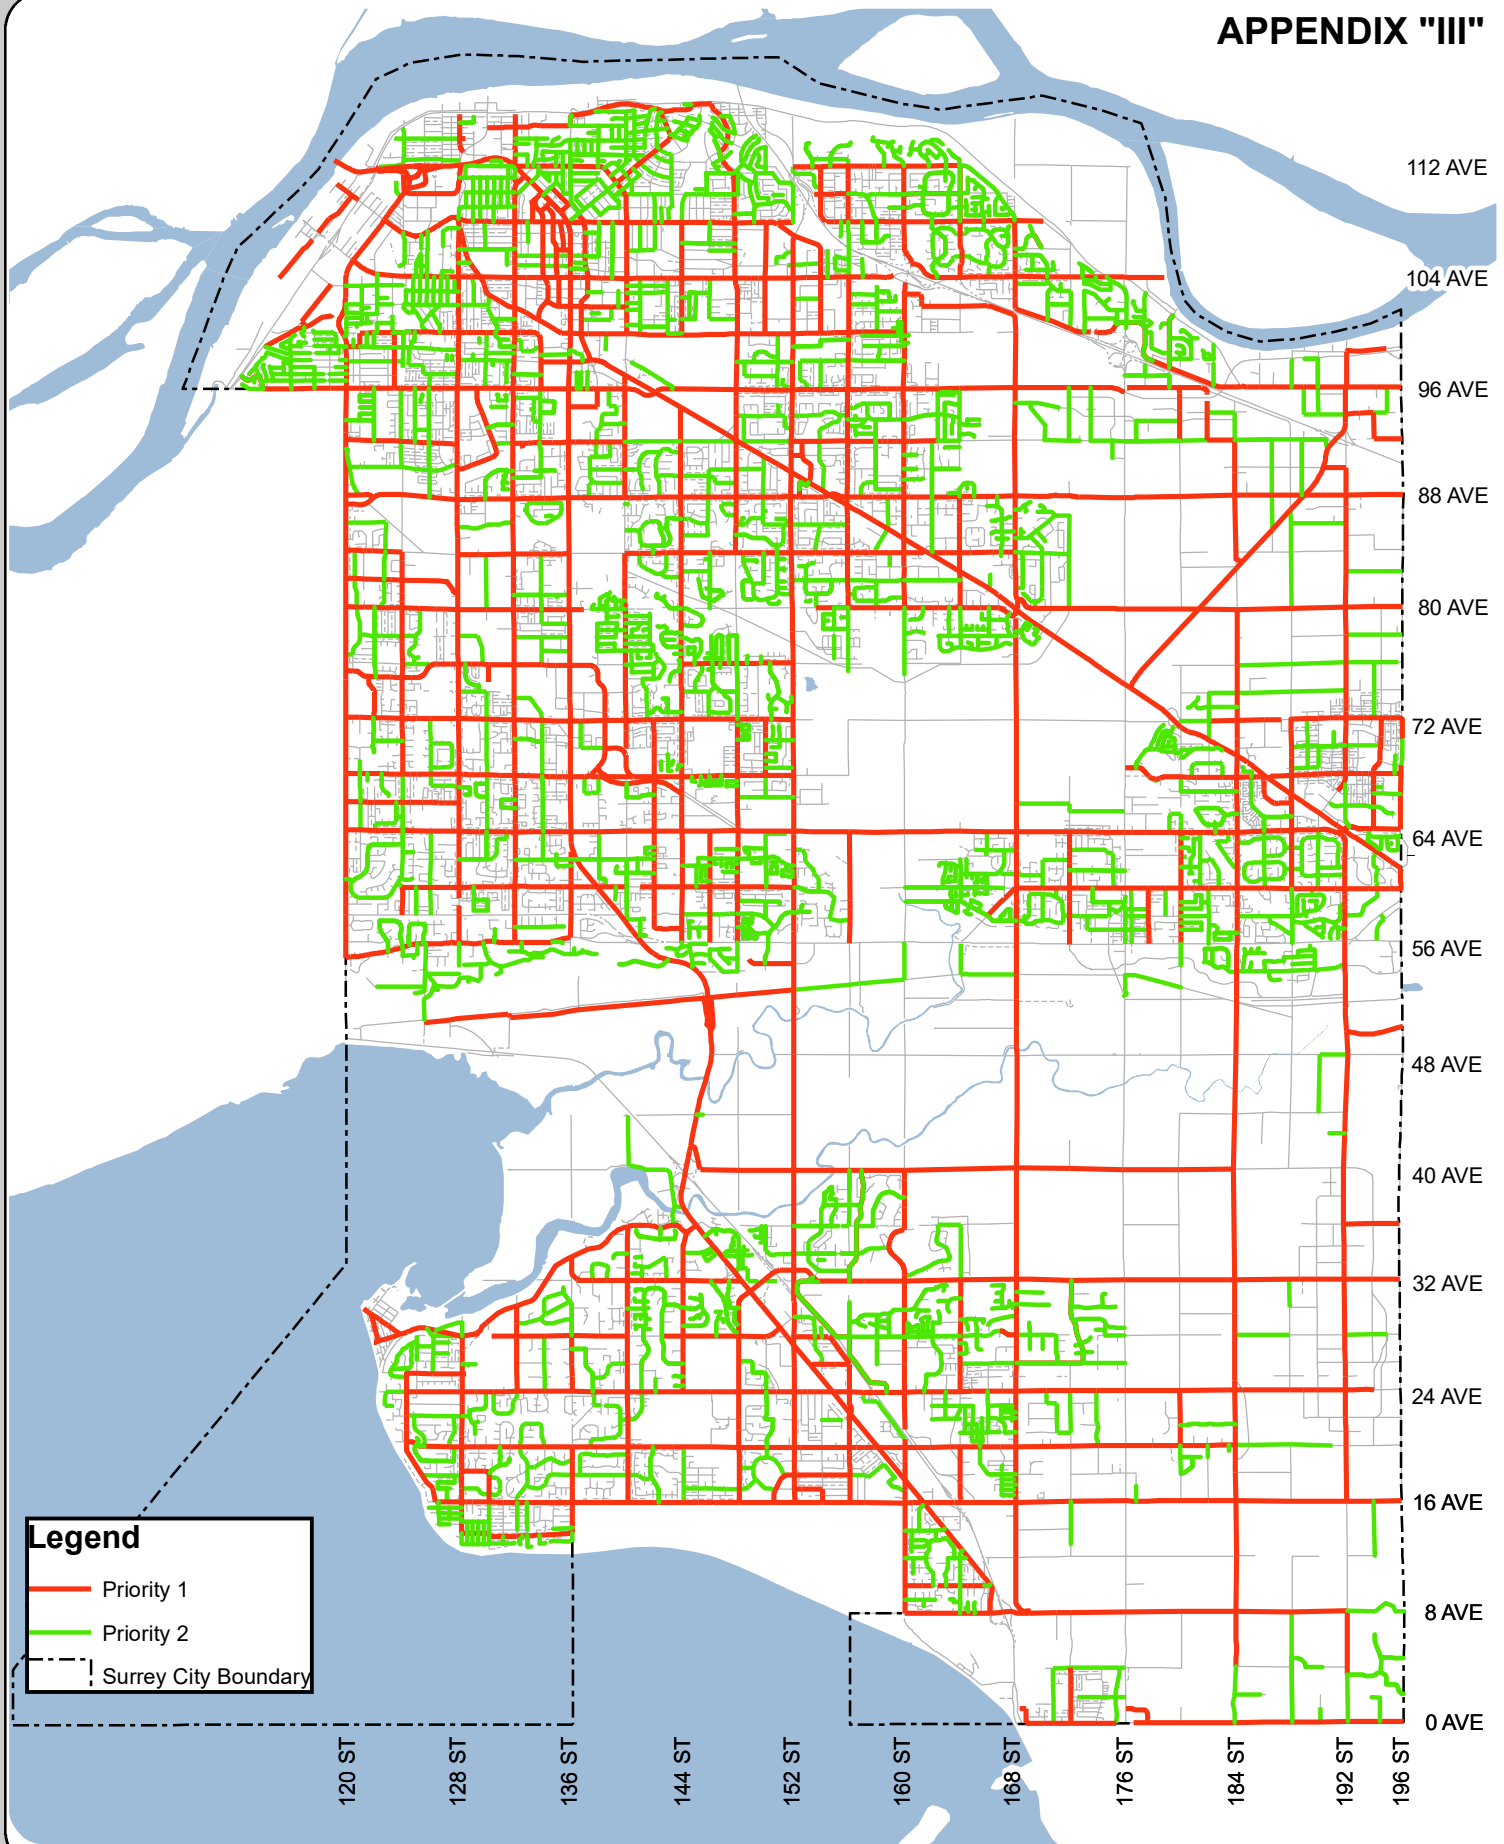 APPENDIX "III"
112 AVE
104 AVE
96 AVE
88 AVE
80 AVE
72 AVE
64 AVE
56 AVE
48 AVE
40 AVE
32 AVE
24 AVE
16 AVE
8 AVE
0 AVE
Legend
Priority 1
Priority 2
Surrey City Boundary
120 ST
128 ST
136 ST
144 ST
152 ST
160 ST
168 ST
176 ST
184 ST
192 ST
196 ST